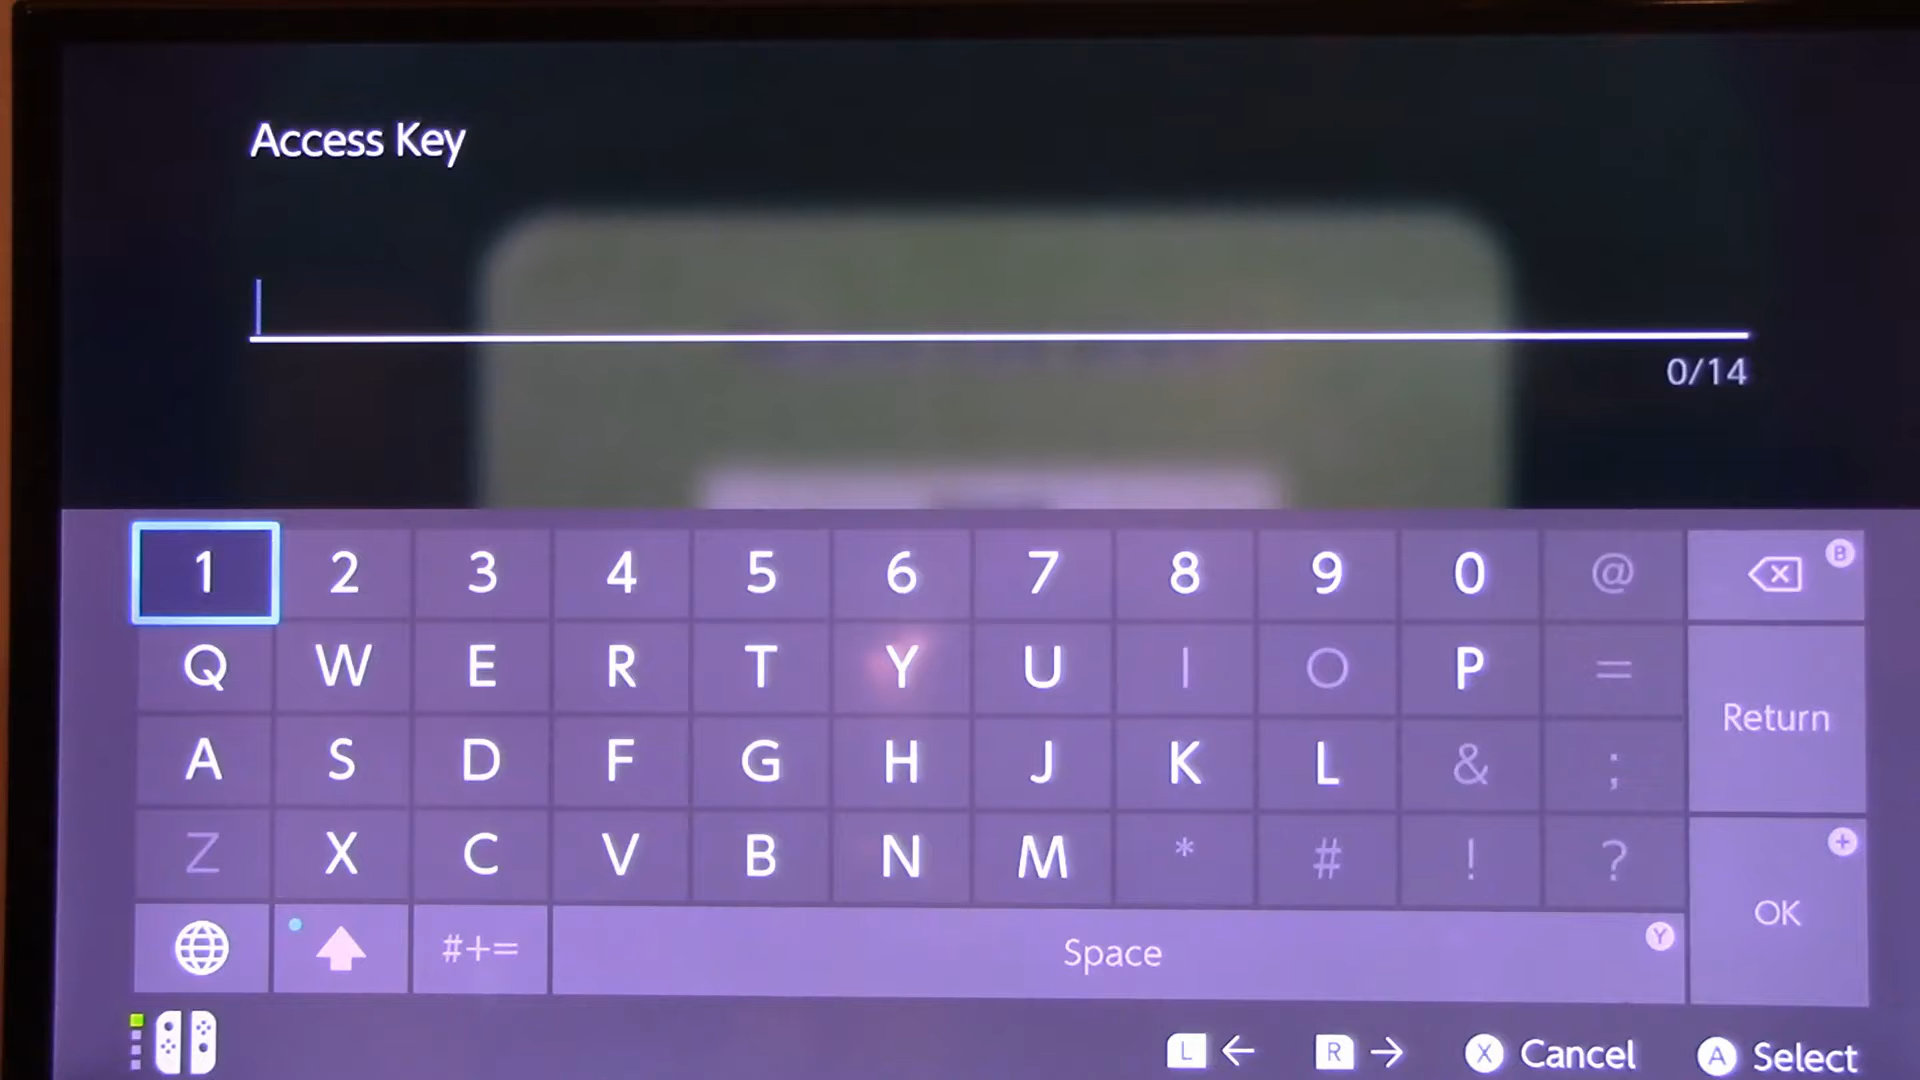 Access Key
0/14
1 2 3 4 5 6 7 8 9 0 @ B
Q W E R T Y U I O P =
Return
A S D F G H J K L & ;
Z X C V B N M * # ! ? +
OK
#+= Space Y
L ← R → X Cancel A Select